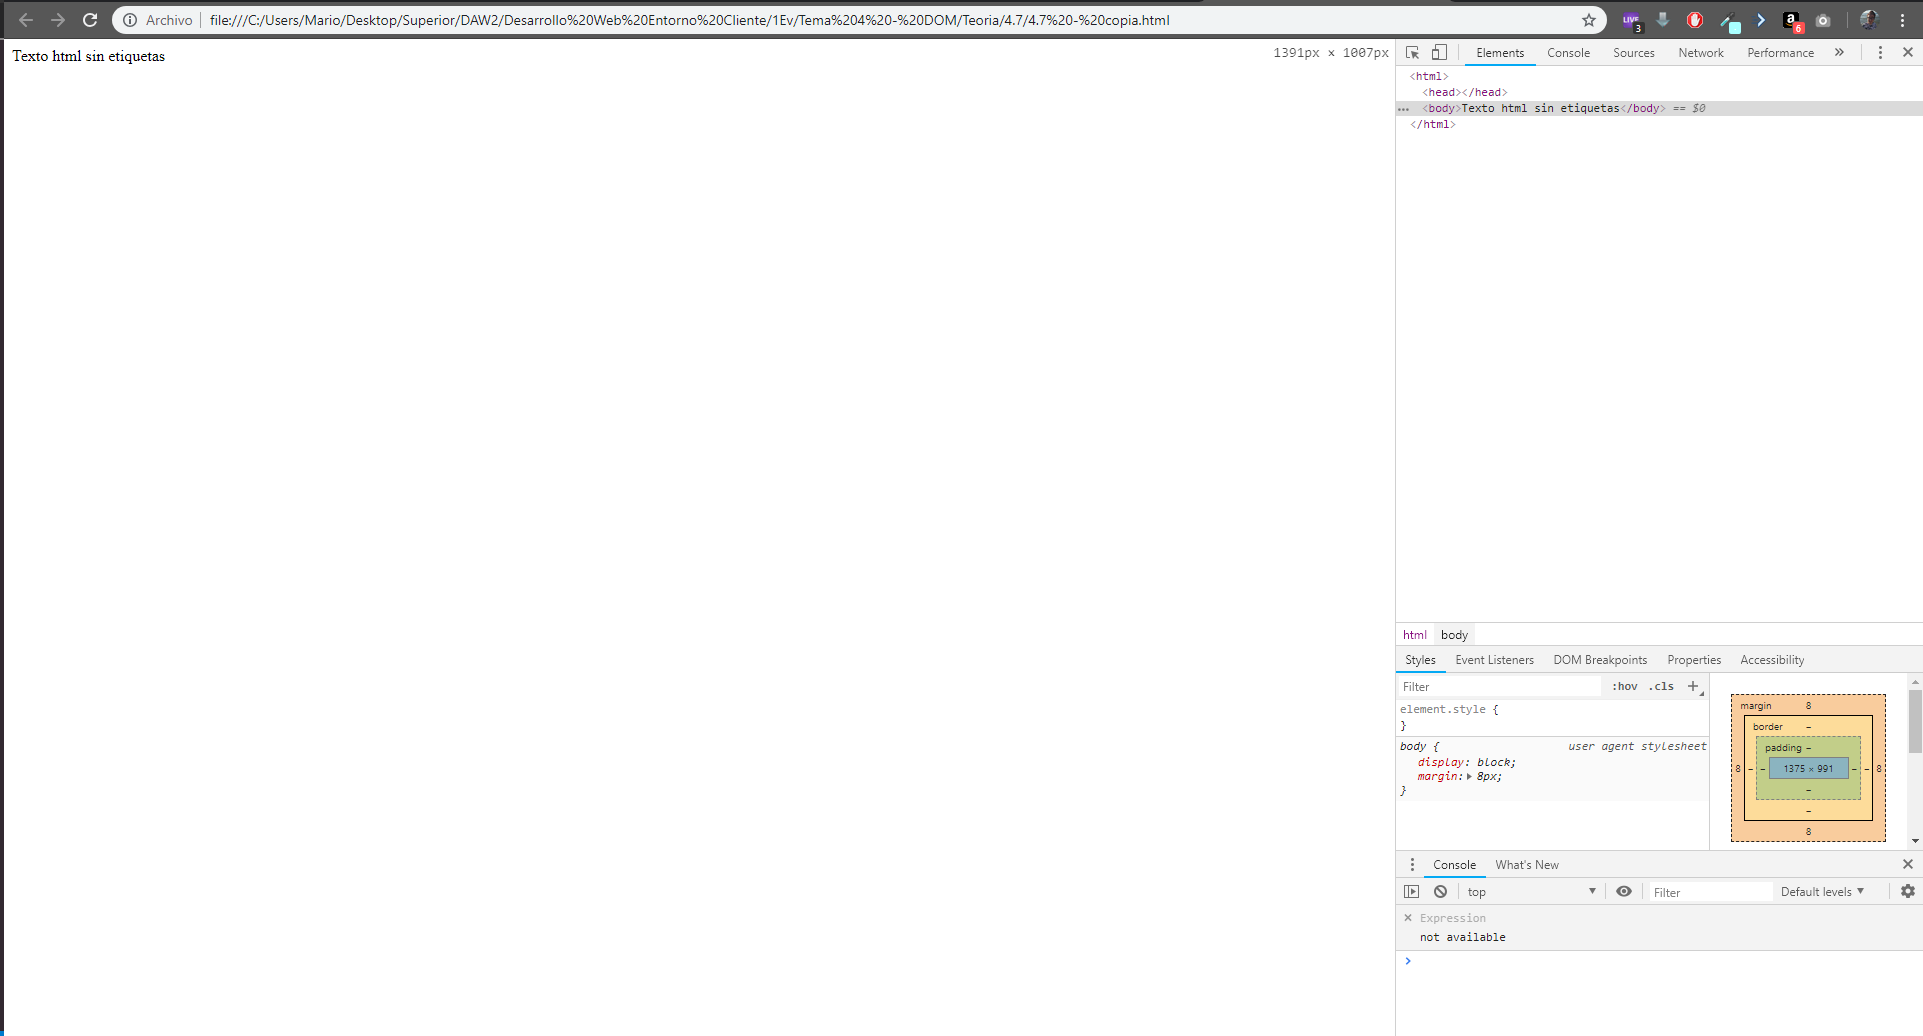 Archivo file:///C:/Users/Mario/Desktop/Superior/DAW2/Desarrollo%20Web%20Entorno%20Cliente/1Ev/Tema%204%20-%20DOM/Teoria/4.7/4.7%20-%20copia.html LIVE 3 a 6
Texto html sin etiquetas
1391px × 1007px
Elements Console Sources Network Performance »
<html>
<head></head>
... <body>Texto html sin etiquetas</body> == $0
</html>
html body
Styles Event Listeners DOM Breakpoints Properties Accessibility
Filter :hov .cls +
element.style {
}
body { user agent stylesheet
display: block;
margin: 8px;
}
margin 8
border –
padding –
8 – – 1375 × 991 – – 8
–
–
8
Console What's New
top Filter Default levels
× Expression
not available
>